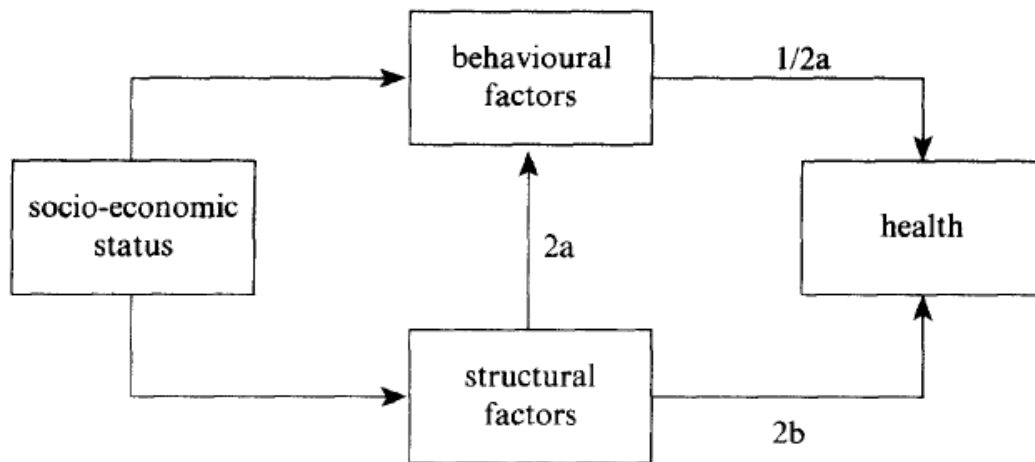 behavioural
factors
1/2a
socio-economic
status
health
2a
structural
factors
2b